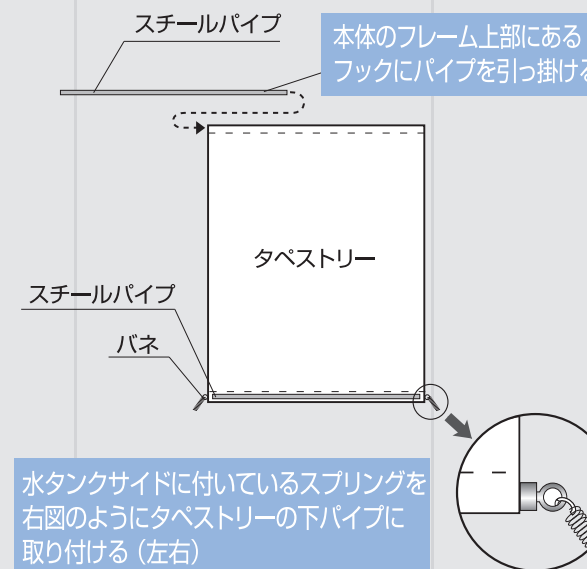 スチールパイプ
本体のフレーム上部にある
フックにパイプを引っ掛ける
タペストリー
スチールパイプ
バネ
水タンクサイドに付いているスプリングを
右図のようにタペストリーの下パイプに
取り付ける（左右）